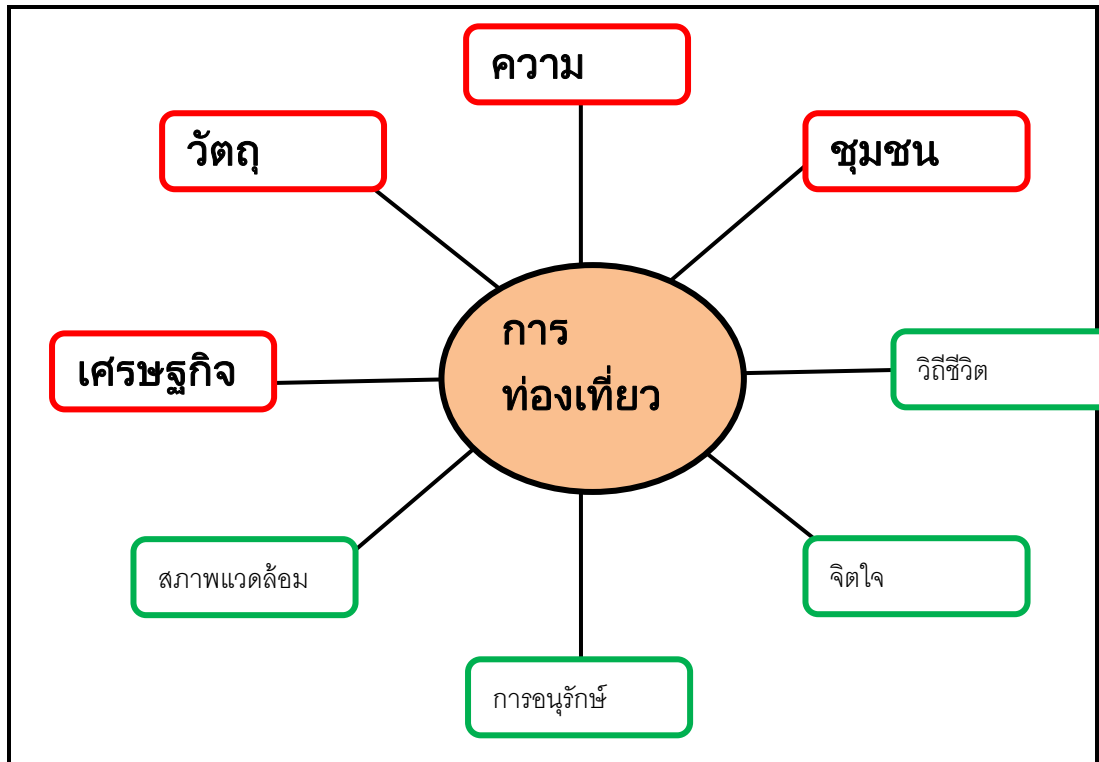 ความ
วัตถุ
ชุมชน
การ
ท่องเที่ยว
เศรษฐกิจ
วิถีชีวิต
สภาพแวดล้อม
จิตใจ
การอนุรักษ์